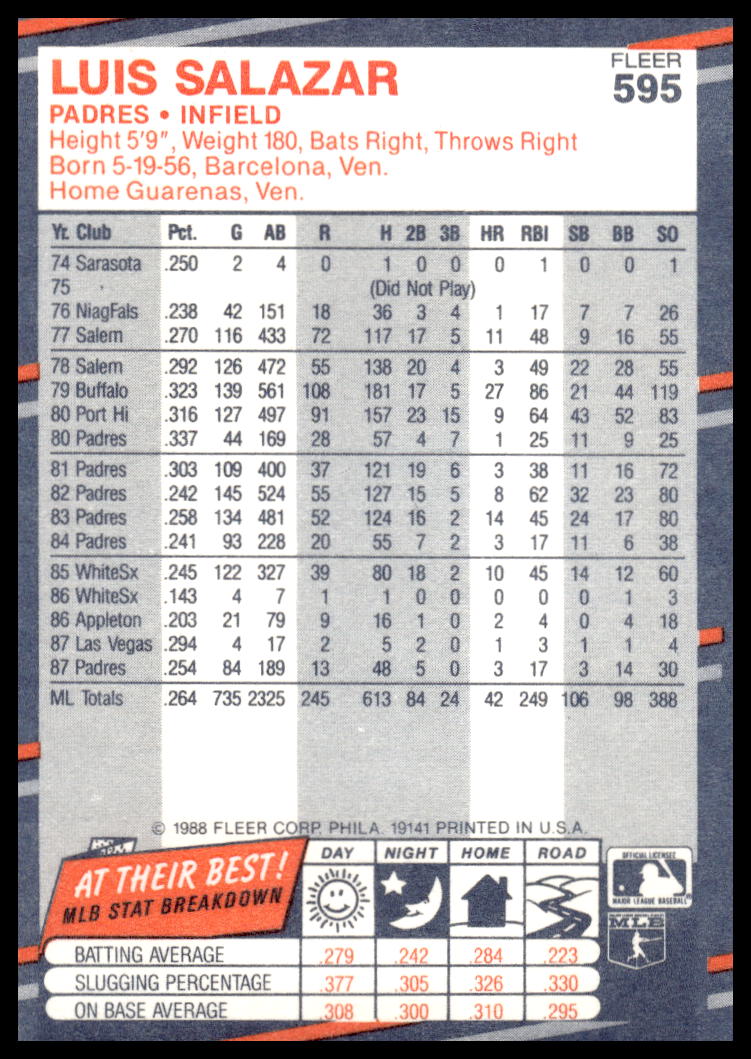 LUIS SALAZAR
FLEER
595
PADRES • INFIELD
Height 5'9", Weight 180, Bats Right, Throws Right
Born 5-19-56, Barcelona, Ven.
Home Guarenas, Ven.
Yr. Club Pct. G AB R H 2B 3B HR RBI SB BB SO
74 Sarasota .250 2 4 0 1 0 0 0 1 0 0 1
75 (Did Not Play)
76 NiagFals .238 42 151 18 36 3 4 1 17 7 7 26
77 Salem .270 116 433 72 117 17 5 11 48 9 16 55
78 Salem .292 126 472 55 138 20 4 3 49 22 28 55
79 Buffalo .323 139 561 108 181 17 5 27 86 21 44 119
80 Port Hi .316 127 497 91 157 23 15 9 64 43 52 83
80 Padres .337 44 169 28 57 4 7 1 25 11 9 25
81 Padres .303 109 400 37 121 19 6 3 38 11 16 72
82 Padres .242 145 524 55 127 15 5 8 62 32 23 80
83 Padres .258 134 481 52 124 16 2 14 45 24 17 80
84 Padres .241 93 228 20 55 7 2 3 17 11 6 38
85 WhiteSx .245 122 327 39 80 18 2 10 45 14 12 60
86 WhiteSx .143 4 7 1 1 0 0 0 0 0 1 3
86 Appleton .203 21 79 9 16 1 0 2 4 0 4 18
87 Las Vegas .294 4 17 2 5 2 0 1 3 1 1 4
87 Padres .254 84 189 13 48 5 0 3 17 3 14 30
ML Totals .264 735 2325 245 613 84 24 42 249 106 98 388
© 1988 FLEER CORP. PHILA. 19141 PRINTED IN U.S.A.
AT THEIR BEST!
MLB STAT BREAKDOWN
DAY NIGHT HOME ROAD
OFFICIAL LICENSEE
MAJOR LEAGUE BASEBALL
MLB
BATTING AVERAGE .279 .242 .284 .223
SLUGGING PERCENTAGE .377 .305 .326 .330
ON BASE AVERAGE .308 .300 .310 .295